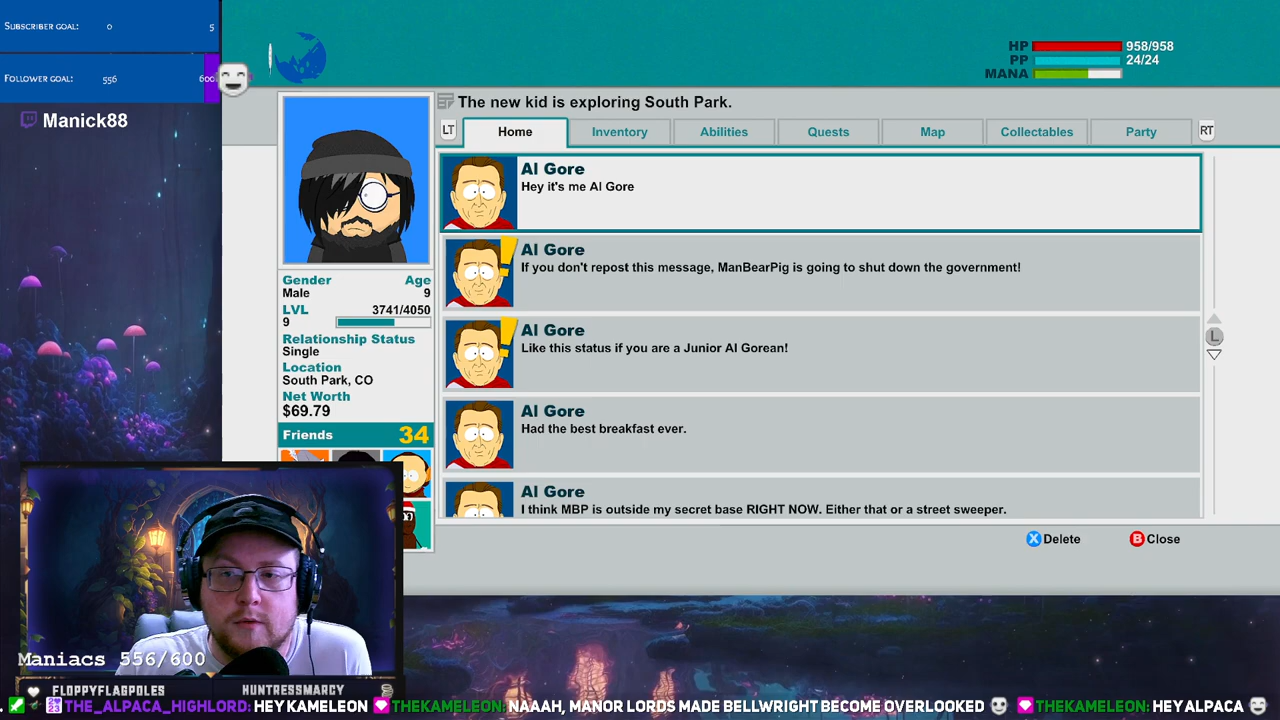 SUBSCRIBER GOAL: 0 5
FOLLOWER GOAL: 556 600
Manick88
HP 958/958
PP 24/24
MANA
The new kid is exploring South Park.
LT Home Inventory Abilities Quests Map Collectables Party RT
Al Gore
Hey it's me Al Gore
Al Gore
If you don't repost this message, ManBearPig is going to shut down the government!
Al Gore
Like this status if you are a Junior Al Gorean!
Al Gore
Had the best breakfast ever.
Al Gore
I think MBP is outside my secret base RIGHT NOW. Either that or a street sweeper.
L
Gender Age
Male 9
LVL 3741/4050
9
Relationship Status
Single
Location
South Park, CO
Net Worth
$69.79
Friends 34
X Delete B Close
Maniacs 556/600
FLOPPYFLAGPOLES HUNTRESSMARCY
THE_ALPACA_HIGHLORD: HEY KAMELEON THEKAMELEON: NAAAH, MANOR LORDS MADE BELLWRIGHT BECOME OVERLOOKED THEKAMELEON: HEY ALPACA